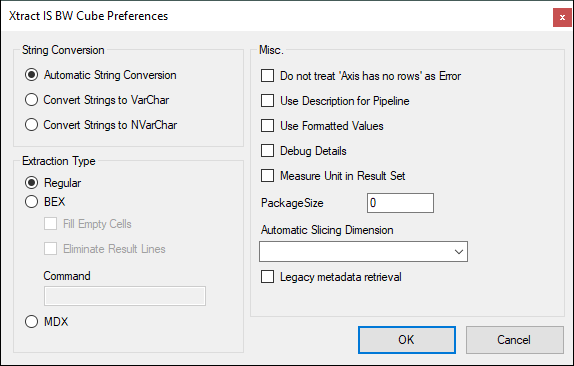 Xtract IS BW Cube Preferences
x
String Conversion
Automatic String Conversion
Convert Strings to VarChar
Convert Strings to NVarChar
Extraction Type
Regular
BEX
Fill Empty Cells
Eliminate Result Lines
Command
MDX
Misc.
Do not treat 'Axis has no rows' as Error
Use Description for Pipeline
Use Formatted Values
Debug Details
Measure Unit in Result Set
PackageSize 0
Automatic Slicing Dimension
Legacy metadata retrieval
OK Cancel